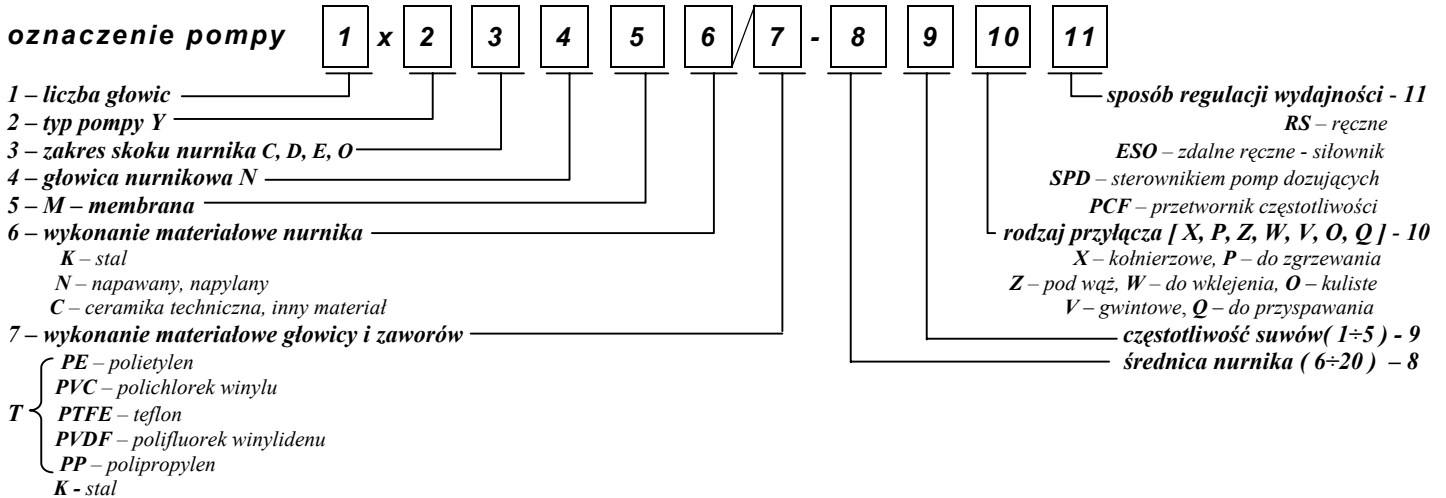 oznaczenie pompy 1 x 2 3 4 5 6 / 7 - 8 9 10 11
1 – liczba głowic
2 – typ pompy Y
3 – zakres skoku nurnika C, D, E, O
4 – głowica nurnikowa N
5 – M – membrana
6 – wykonanie materiałowe nurnika
K – stal
N – napawany, napylany
C – ceramika techniczna, inny materiał
7 – wykonanie materiałowe głowicy i zaworów
PE – polietylen
PVC – polichlorek winylu
T
PTFE – teflon
PVDF – polifluorek winylidenu
PP – polipropylen
K - stal
sposób regulacji wydajności - 11
RS – ręczne
ESO – zdalne ręczne - siłownik
SPD – sterownikiem pomp dozujących
PCF – przetwornik częstotliwości
rodzaj przyłącza [ X, P, Z, W, V, O, Q ] - 10
X – kołnierzowe, P – do zgrzewania
Z – pod wąż, W – do wklejenia, O – kuliste
V – gwintowe, Q – do przyspawania
częstotliwość suwów( 1÷5 ) - 9
średnica nurnika ( 6÷20 ) – 8